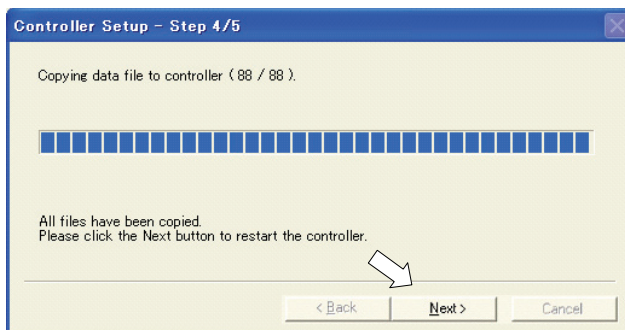 Controller Setup - Step 4/5
Copying data file to controller ( 88 / 88 ).
All files have been copied.
Please click the Next button to restart the controller.
< Back
Next >
Cancel